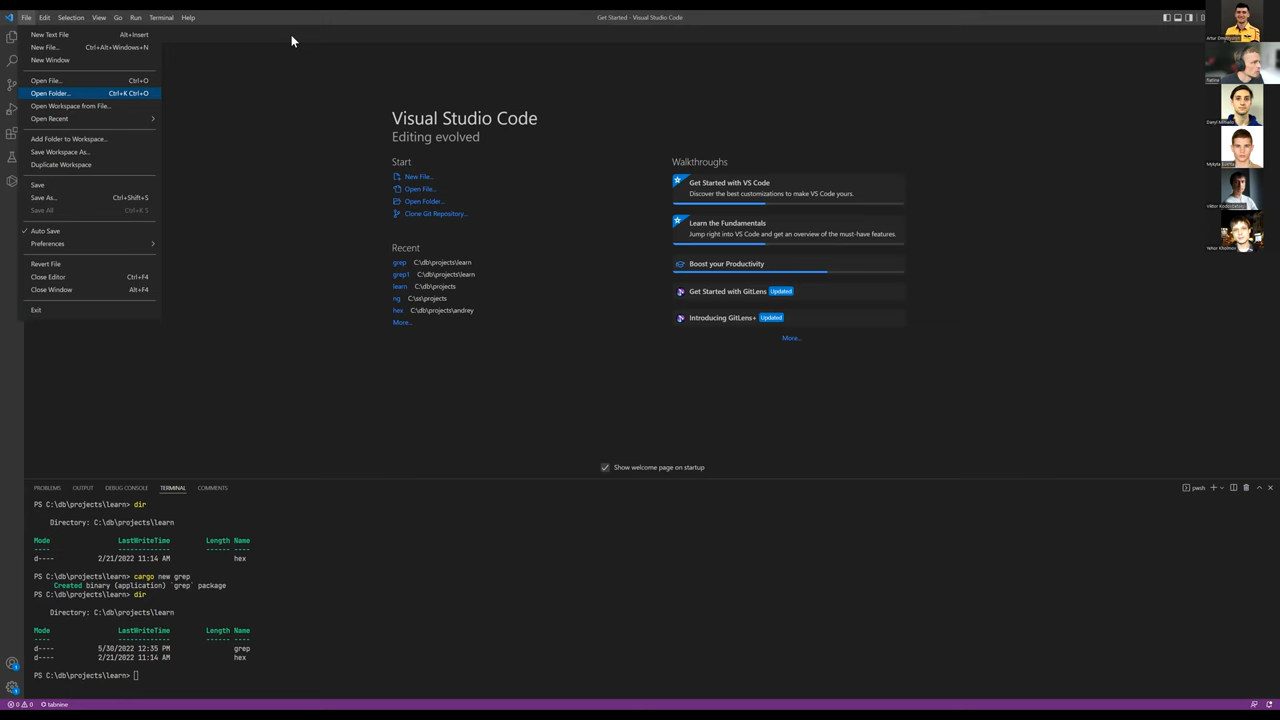 File Edit Selection View Go Run Terminal Help
Get Started - Visual Studio Code
New Text File Alt+Insert
New File... Ctrl+Alt+Windows+N
New Window
Open File... Ctrl+O
Open Folder... Ctrl+K Ctrl+O
Open Workspace from File...
Open Recent
Add Folder to Workspace...
Save Workspace As...
Duplicate Workspace
Save
Save As... Ctrl+Shift+S
Save All Ctrl+K S
Auto Save
Preferences
Revert File
Close Editor Ctrl+F4
Close Window Alt+F4
Exit
Visual Studio Code
Editing evolved
Start
New File...
Open File...
Open Folder...
Clone Git Repository...
Recent
grep C:\db\projects\learn
grep1 C:\db\projects\learn
learn C:\db\projects
ng C:\ss\projects
hex C:\db\projects\andrey
More...
Walkthroughs
Get Started with VS Code
Discover the best customizations to make VS Code yours.
Learn the Fundamentals
Jump right into VS Code and get an overview of the must-have features.
Boost your Productivity
Get Started with GitLens Updated
Introducing GitLens+ Updated
More...
Show welcome page on startup
PROBLEMS OUTPUT DEBUG CONSOLE TERMINAL COMMENTS
pwsh
PS C:\db\projects\learn> dir
Directory: C:\db\projects\learn
Mode LastWriteTime Length Name
---- ------------- ------ ----
d---- 2/21/2022 11:14 AM hex
PS C:\db\projects\learn> cargo new grep
Created binary (application) `grep` package
PS C:\db\projects\learn> dir
Directory: C:\db\projects\learn
Mode LastWriteTime Length Name
---- ------------- ------ ----
d---- 5/30/2022 12:35 PM grep
d---- 2/21/2022 11:14 AM hex
PS C:\db\projects\learn>
0 0 tabnine
1
1
Artur
Danyl
Mykyta
Viktor